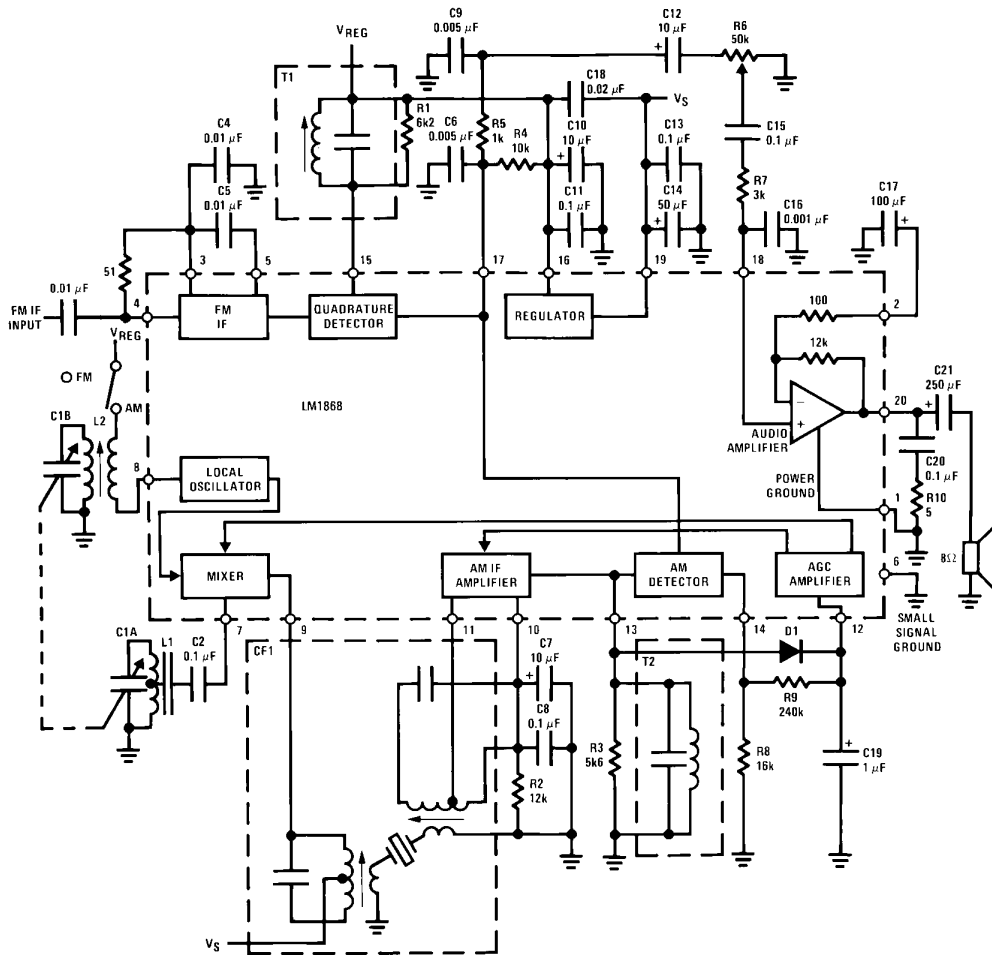 C9
0.005 μF
VREG
C12
10 μF
R6
50k
T1
C18
0.02 μF
VS
R1
6k2
C6
0.005 μF
R5
1k
R4
10k
C10
10 μF
C13
0.1 μF
C4
0.01 μF
C11
0.1 μF
C14
50 μF
C15
0.1 μF
R7
3k
C5
0.01 μF
C16
0.001 μF
C17
100 μF
51
3
5
15
17
16
19
18
0.01 μF
FM IF
INPUT
4
FM
IF
QUADRATURE
DETECTOR
REGULATOR
100
2
12k
VREG
FM
AM
LM1868
C1B
L2
AUDIO
AMPLIFIER
20
C21
250 μF
C20
0.1 μF
R10
5
8Ω
8
LOCAL
OSCILLATOR
POWER
GROUND
1
MIXER
AM IF
AMPLIFIER
AM
DETECTOR
AGC
AMPLIFIER
6
SMALL
SIGNAL
GROUND
7
9
11
10
13
14
12
C1A
L1
C2
0.1 μF
CF1
C7
10 μF
C8
0.1 μF
R2
12k
T2
D1
R9
240k
R3
5k6
R8
16k
C19
1 μF
VS